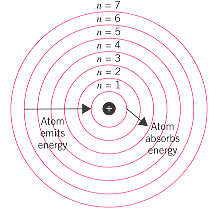 n = 7
n = 6
n = 5
n = 4
n = 3
n = 2
n = 1
+
Atom
emits
energy
Atom
absorbs
energy